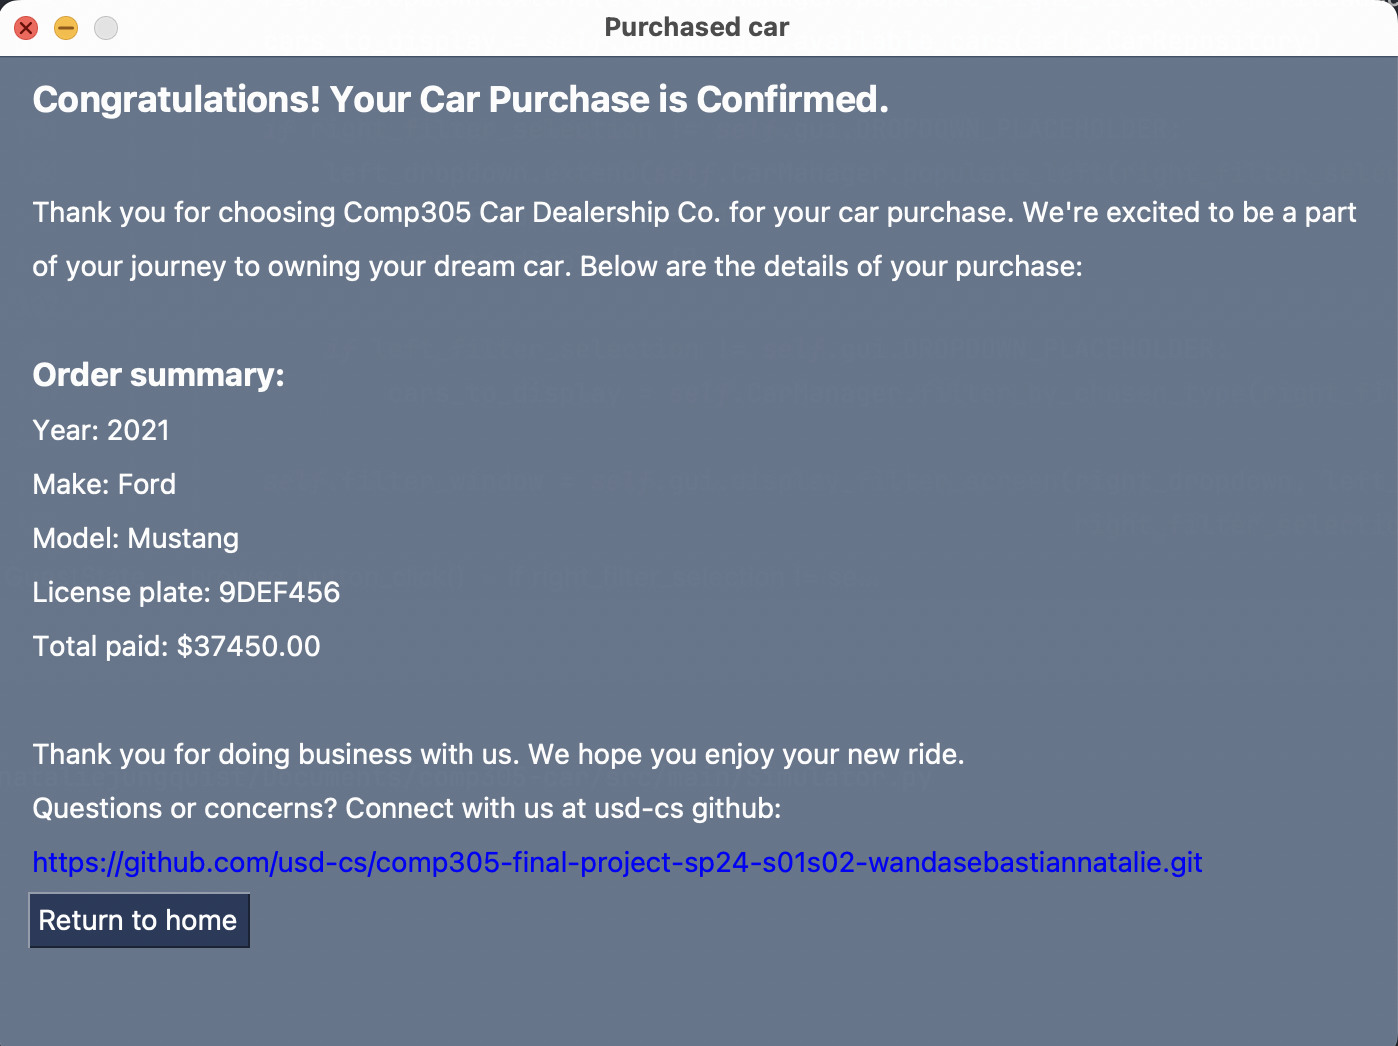 Purchased car
Congratulations! Your Car Purchase is Confirmed.
Thank you for choosing Comp305 Car Dealership Co. for your car purchase. We're excited to be a part
of your journey to owning your dream car. Below are the details of your purchase:
Order summary:
Year: 2021
Make: Ford
Model: Mustang
License plate: 9DEF456
Total paid: $37450.00
Thank you for doing business with us. We hope you enjoy your new ride.
Questions or concerns? Connect with us at usd-cs github:
https://github.com/usd-cs/comp305-final-project-sp24-s01s02-wandasebastiannatalie.git
Return to home